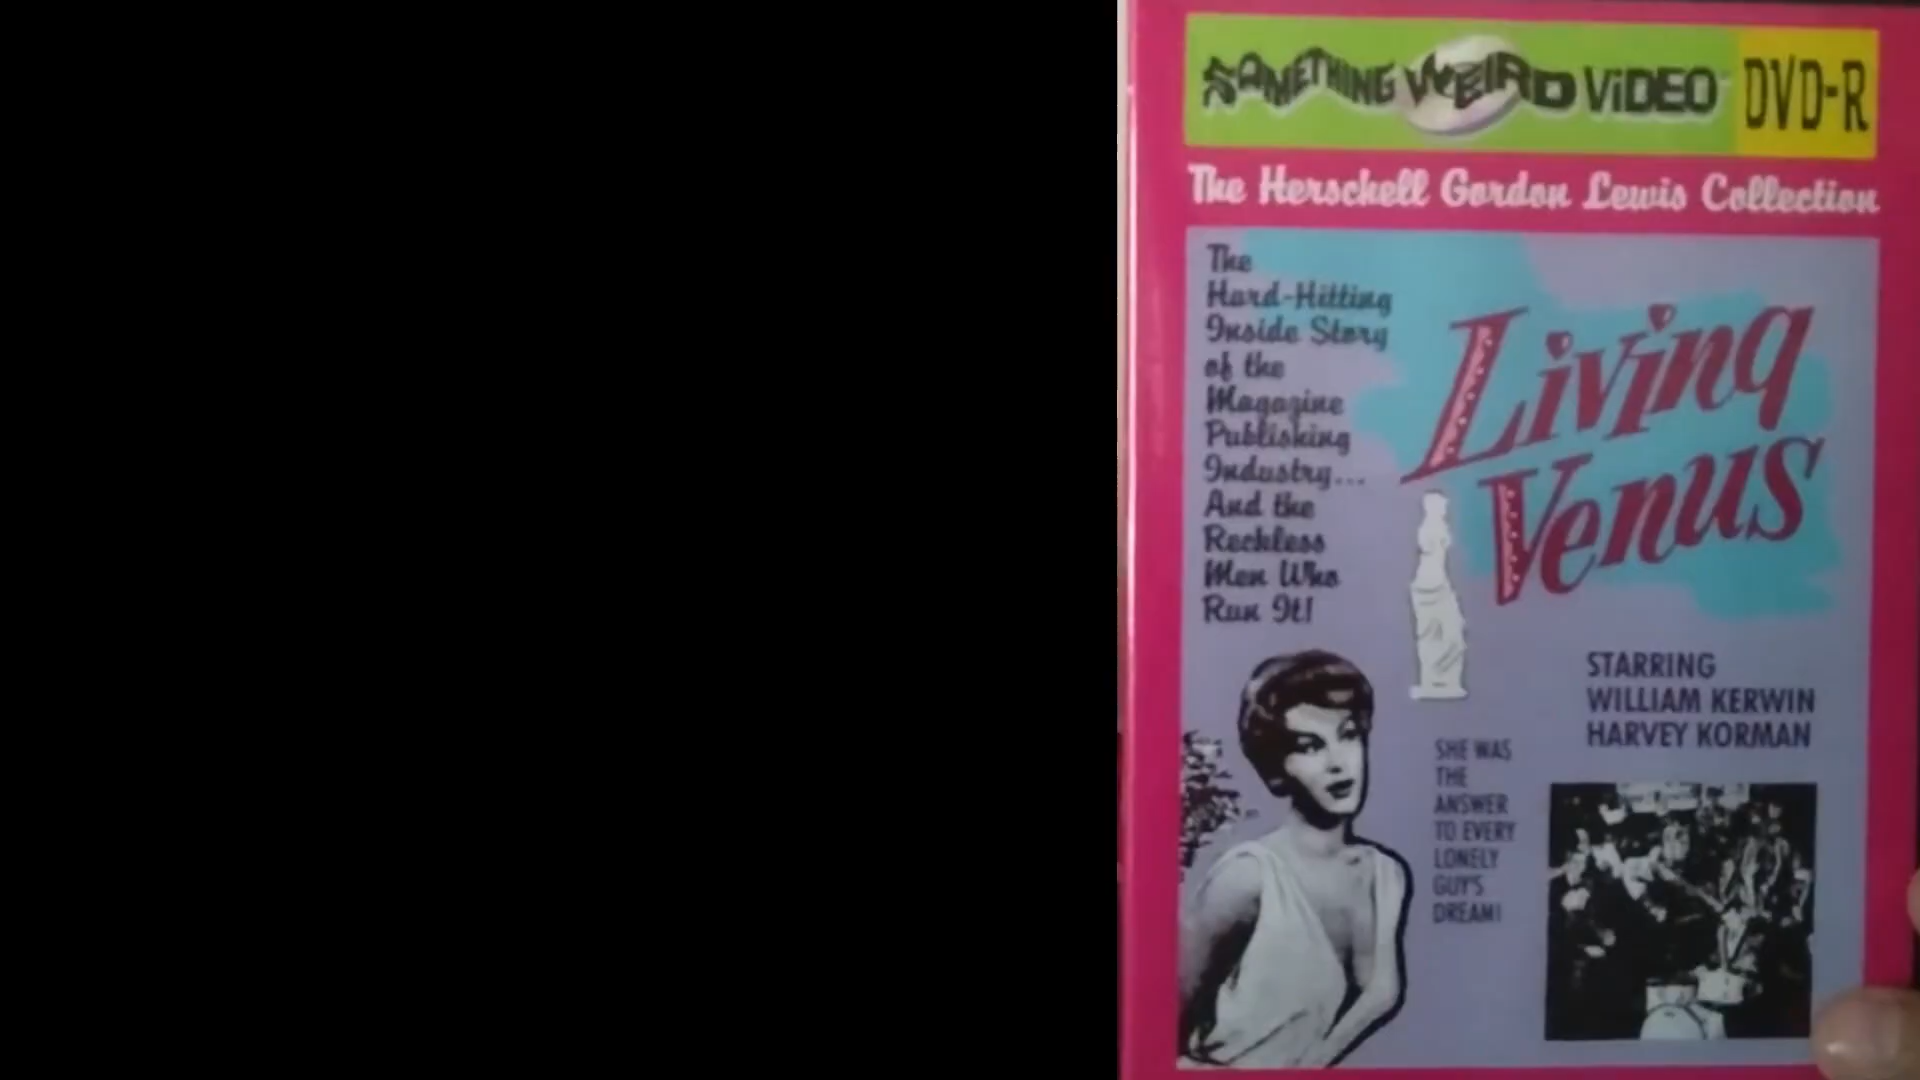 SOMETHING WEIRD VIDEO DVD-R
The Herschell Gordon Lewis Collection
The
Hard-Hitting
Inside Story
of the
Magazine
Publishing
Industry...
And the
Reckless
Men Who
Run It!
Living
Venus
STARRING
WILLIAM KERWIN
HARVEY KORMAN
SHE WAS
THE
ANSWER
TO EVERY
LONELY
GUY'S
DREAM!